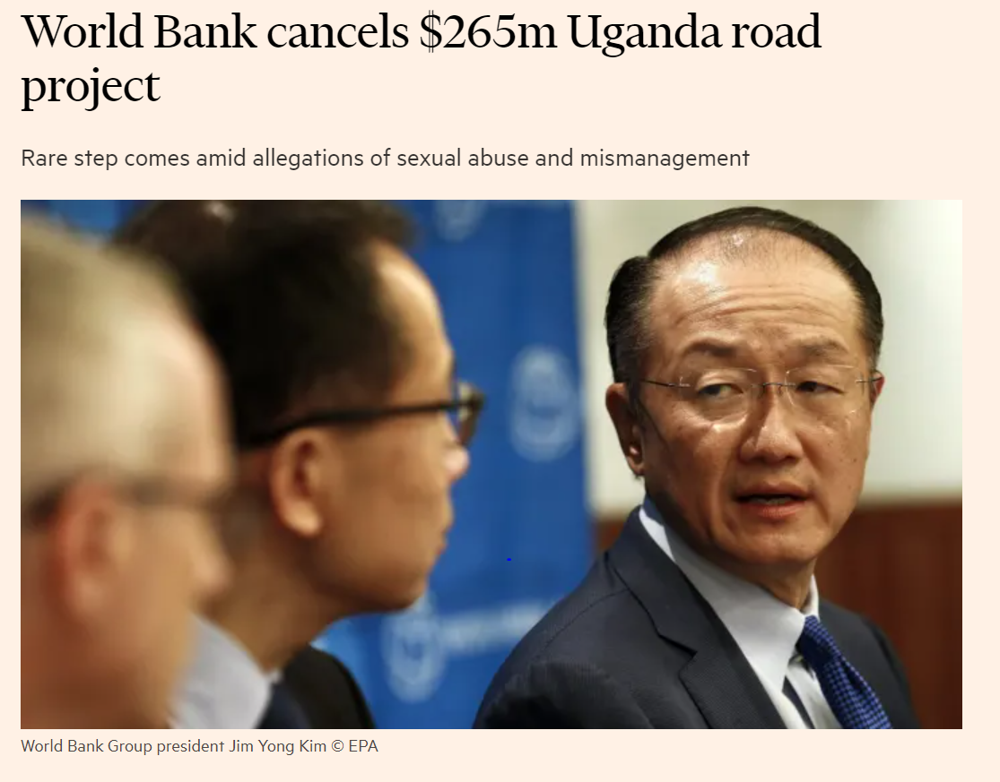 World Bank cancels $265m Uganda road
project
Rare step comes amid allegations of sexual abuse and mismanagement
World Bank Group president Jim Yong Kim © EPA